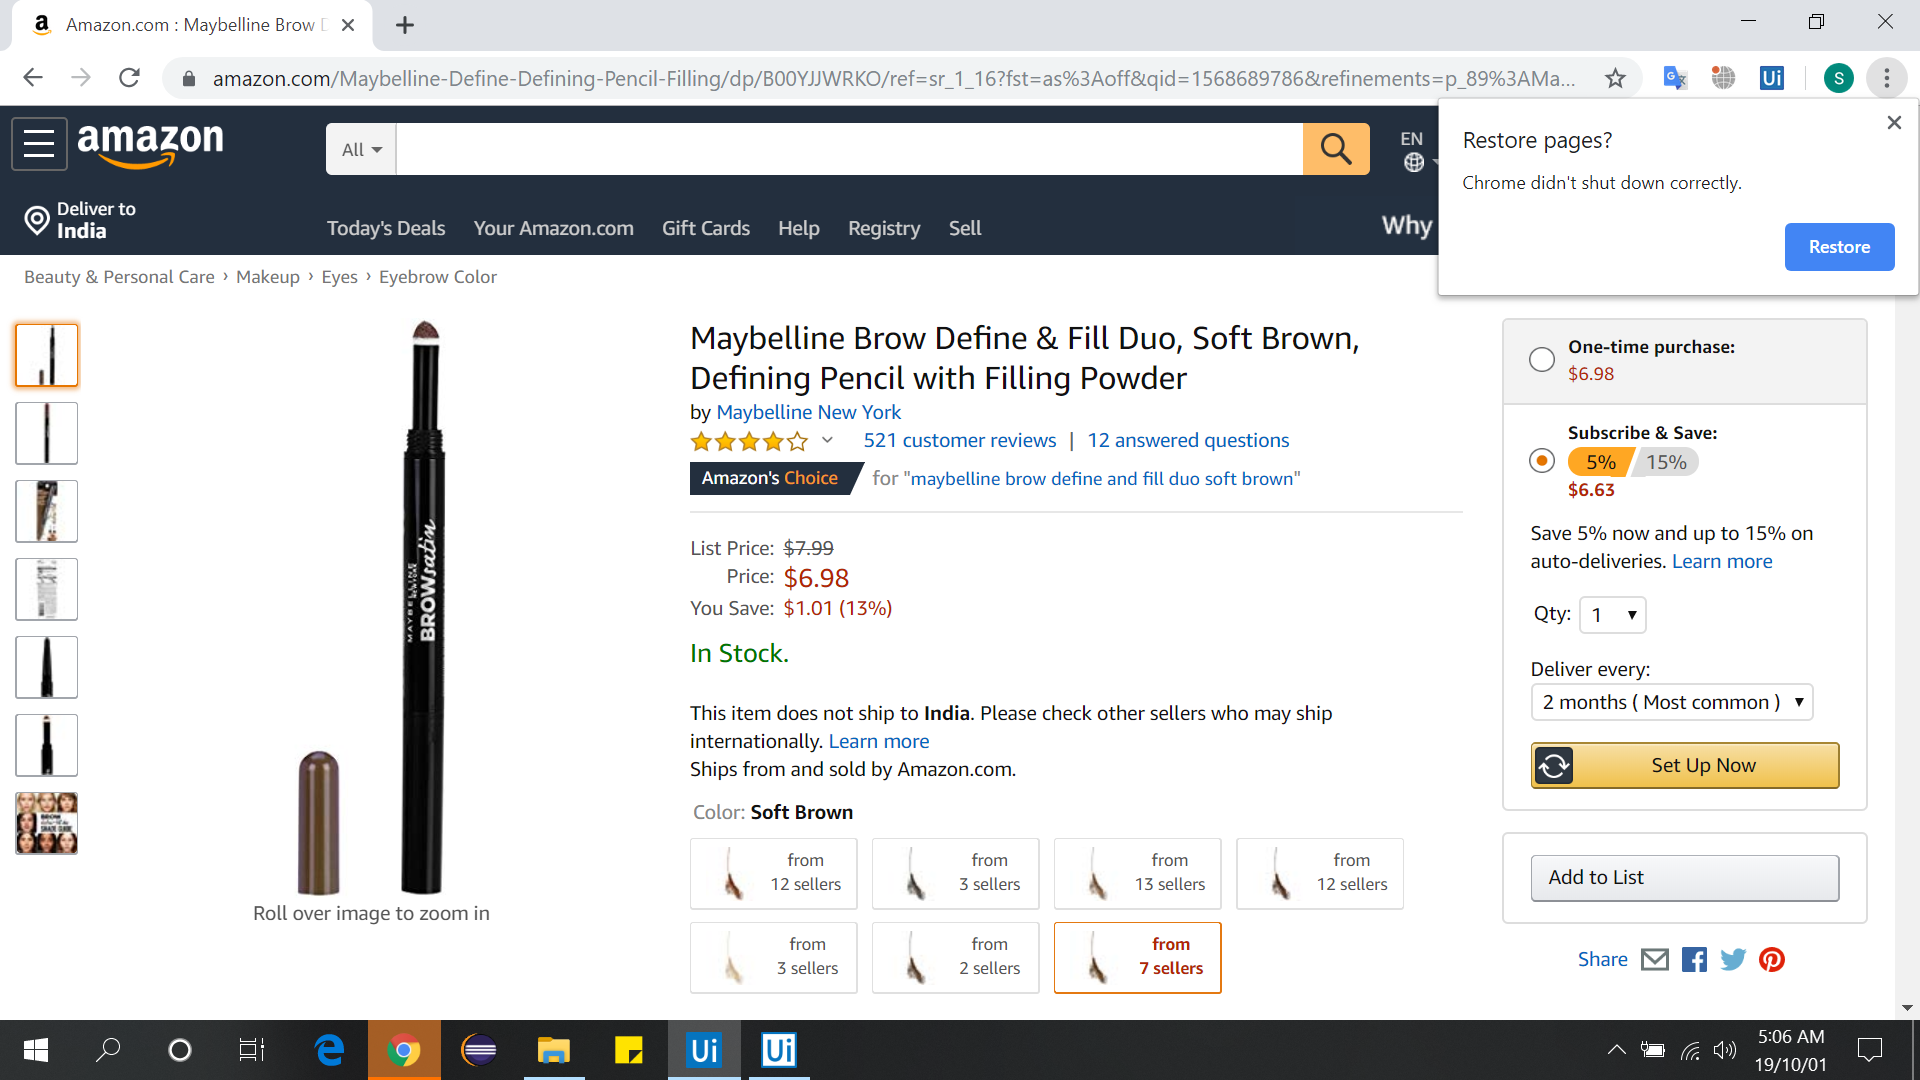 Amazon.com : Maybelline Brow D
amazon.com/Maybelline-Define-Defining-Pencil-Filling/dp/B00YJJWRKO/ref=sr_1_16?fst=as%3Aoff&qid=1568689786&refinements=p_89%3AMa...
Ui
S
Restore pages?
Chrome didn't shut down correctly.
Restore
amazon
All
EN
Deliver to
India
Today's Deals
Your Amazon.com
Gift Cards
Help
Registry
Sell
Why
Beauty & Personal Care › Makeup › Eyes › Eyebrow Color
MAYBELLINE
NEW YORK
BROWsatin
Roll over image to zoom in
Maybelline Brow Define & Fill Duo, Soft Brown,
Defining Pencil with Filling Powder
by Maybelline New York
521 customer reviews | 12 answered questions
Amazon's Choice for "maybelline brow define and fill duo soft brown"
List Price: $7.99
Price: $6.98
You Save: $1.01 (13%)
In Stock.
This item does not ship to India. Please check other sellers who may ship
internationally. Learn more
Ships from and sold by Amazon.com.
Color: Soft Brown
from
12 sellers
from
3 sellers
from
13 sellers
from
12 sellers
from
3 sellers
from
2 sellers
from
7 sellers
One-time purchase:
$6.98
Subscribe & Save:
5% 15%
$6.63
Save 5% now and up to 15% on
auto-deliveries. Learn more
Qty: 1
Deliver every:
2 months ( Most common )
Set Up Now
Add to List
Share
Ui
Ui
5:06 AM
19/10/01